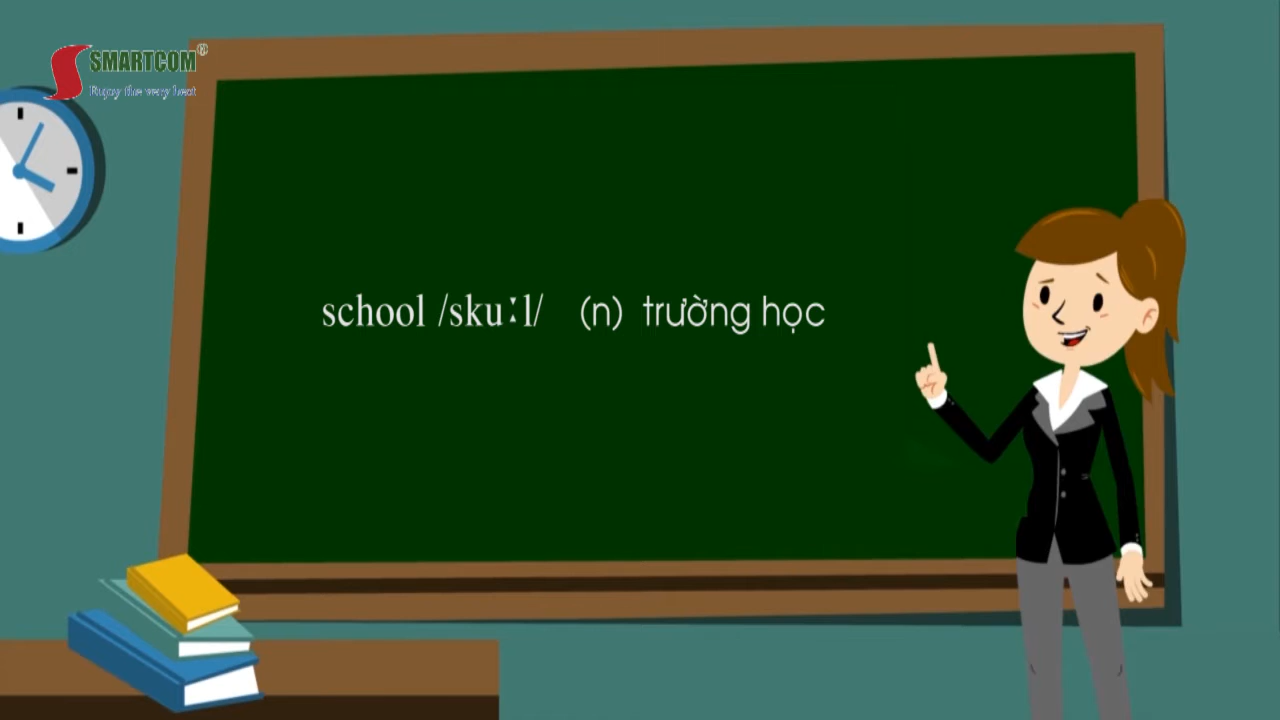 SMARTCOM®
Enjoy the very best
school /skuːl/ (n) trường học